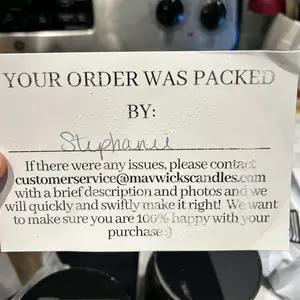 YOUR ORDER WAS PACKED
BY:
Stephanii
If there were any issues, please contact
customerservice@mavwickscandles.com
with a brief description and photos and we
will quickly and swiftly make it right! We want
to make sure you are 100% happy with your
purchase :)